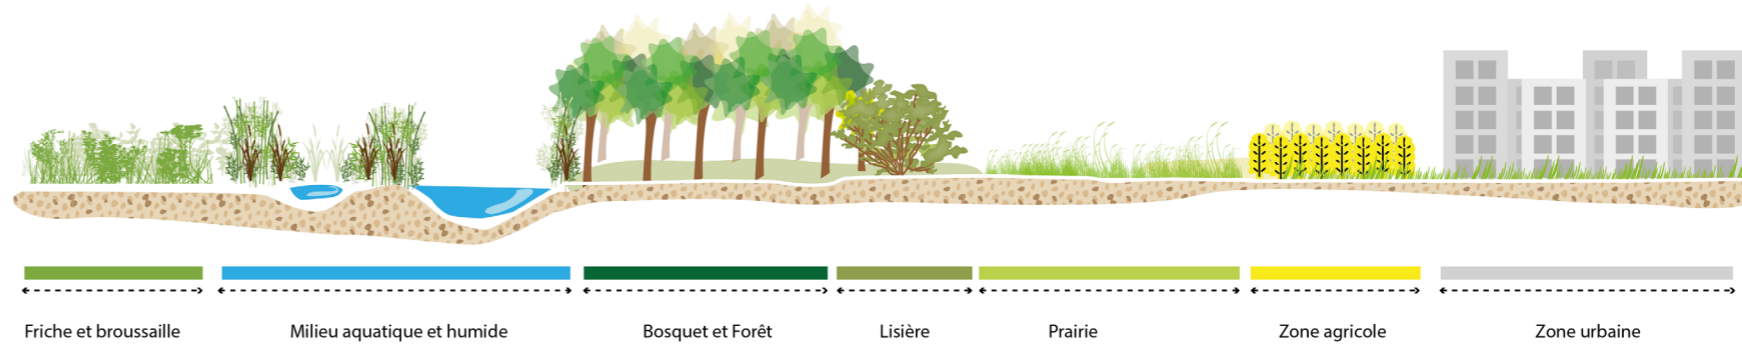 Friche et broussaille
Milieu aquatique et humide
Bosquet et Forêt
Lisière
Prairie
Zone agricole
Zone urbaine